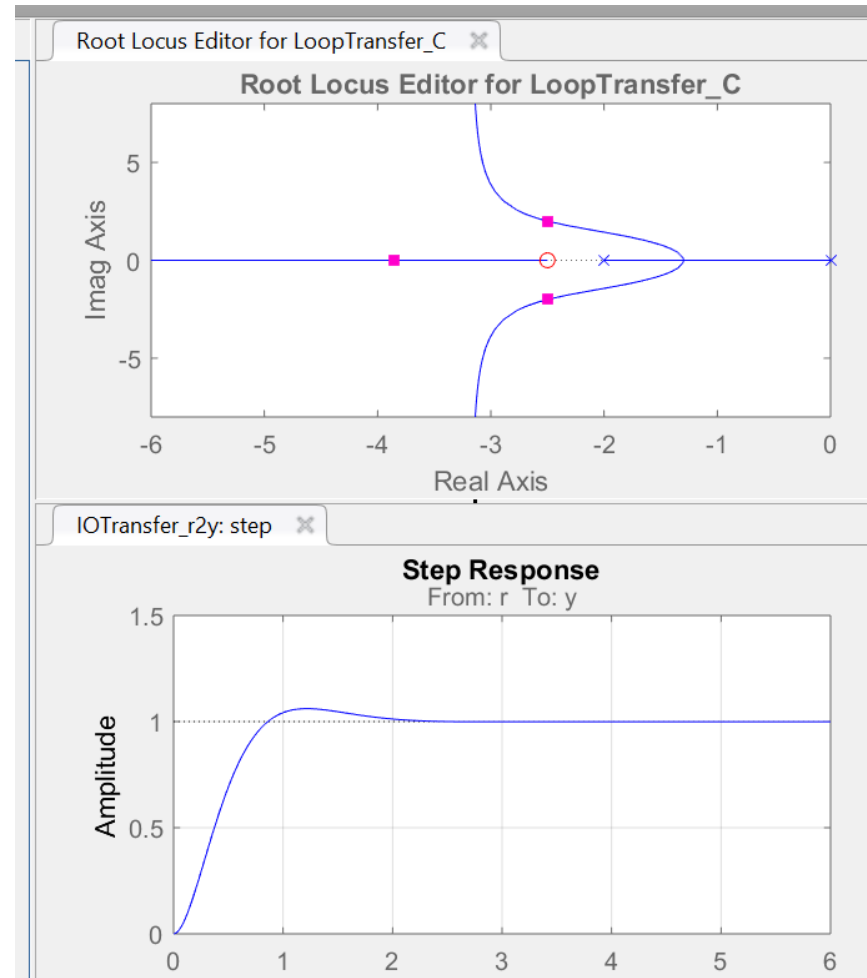 Root Locus Editor for LoopTransfer_C
Root Locus Editor for LoopTransfer_C
Imag Axis
5
0
-5
-6 -5 -4 -3 -2 -1 0
Real Axis
IOTransfer_r2y: step
Step Response
From: r To: y
Amplitude
1.5
1
0.5
0
0 1 2 3 4 5 6